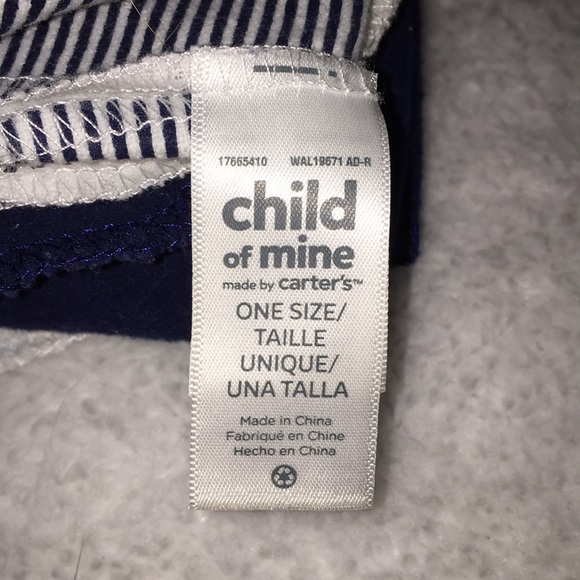 17665410 WAL19671 AD-R
child
of mine
made by carter's™
ONE SIZE/
TAILLE
UNIQUE/
UNA TALLA
Made in China
Fabriqué en Chine
Hecho en China